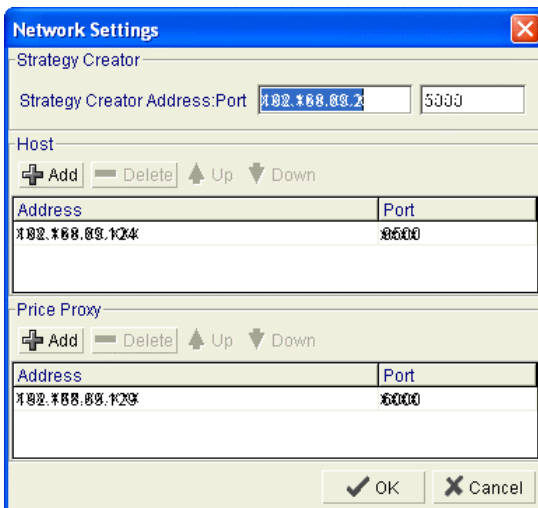 Network Settings
Strategy Creator
Strategy Creator Address:Port
Host
Add Delete Up Down
Address Port
Price Proxy
Add Delete Up Down
Address Port
OK Cancel